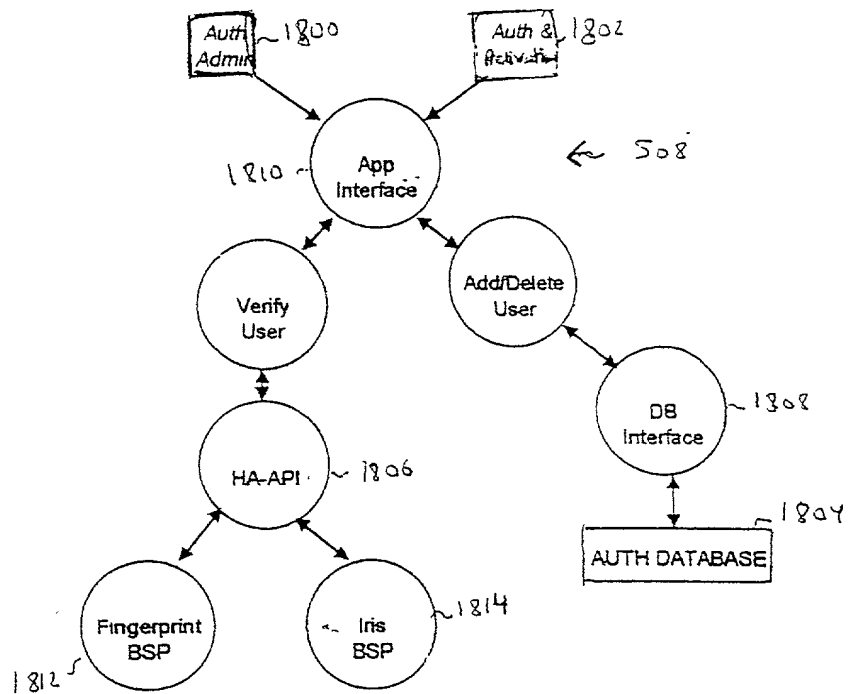 Auth
Admin
1800
Auth &
Activation
1802
App
Interface
1810
508
Verify
User
Add/Delete
User
DB
Interface
1808
HA-API
1806
1804
AUTH DATABASE
Fingerprint
BSP
1812
Iris
BSP
1814